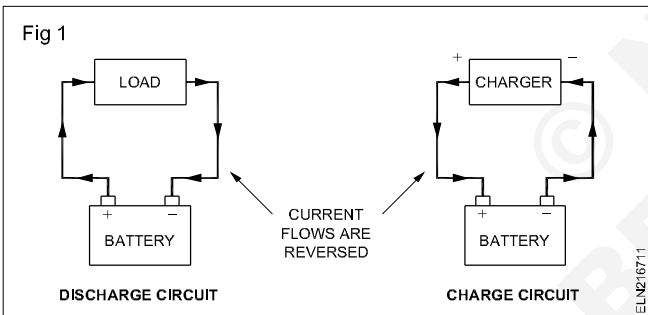 Fig 1
LOAD
+ −
BATTERY
DISCHARGE CIRCUIT
CURRENT
FLOWS ARE
REVERSED
+ −
CHARGER
+ −
BATTERY
CHARGE CIRCUIT
ELN216711
©